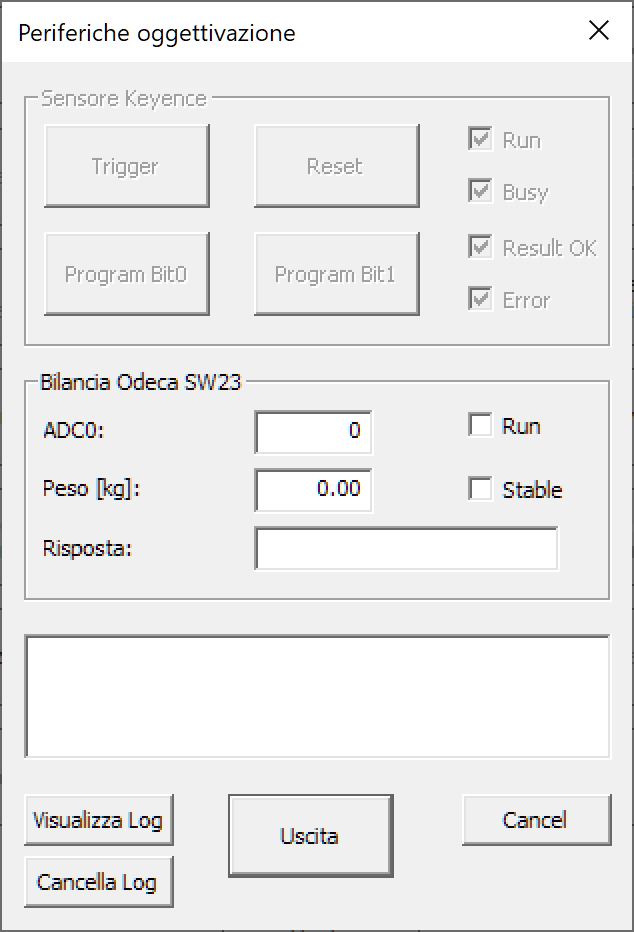 Periferiche oggettivazione
Sensore Keyence
Trigger
Reset
Run
Busy
Program Bit0
Program Bit1
Result OK
Error
Bilancia Odeca SW23
ADC0:
0
Run
Peso [kg]:
0.00
Stable
Risposta:
Visualizza Log
Uscita
Cancel
Cancella Log